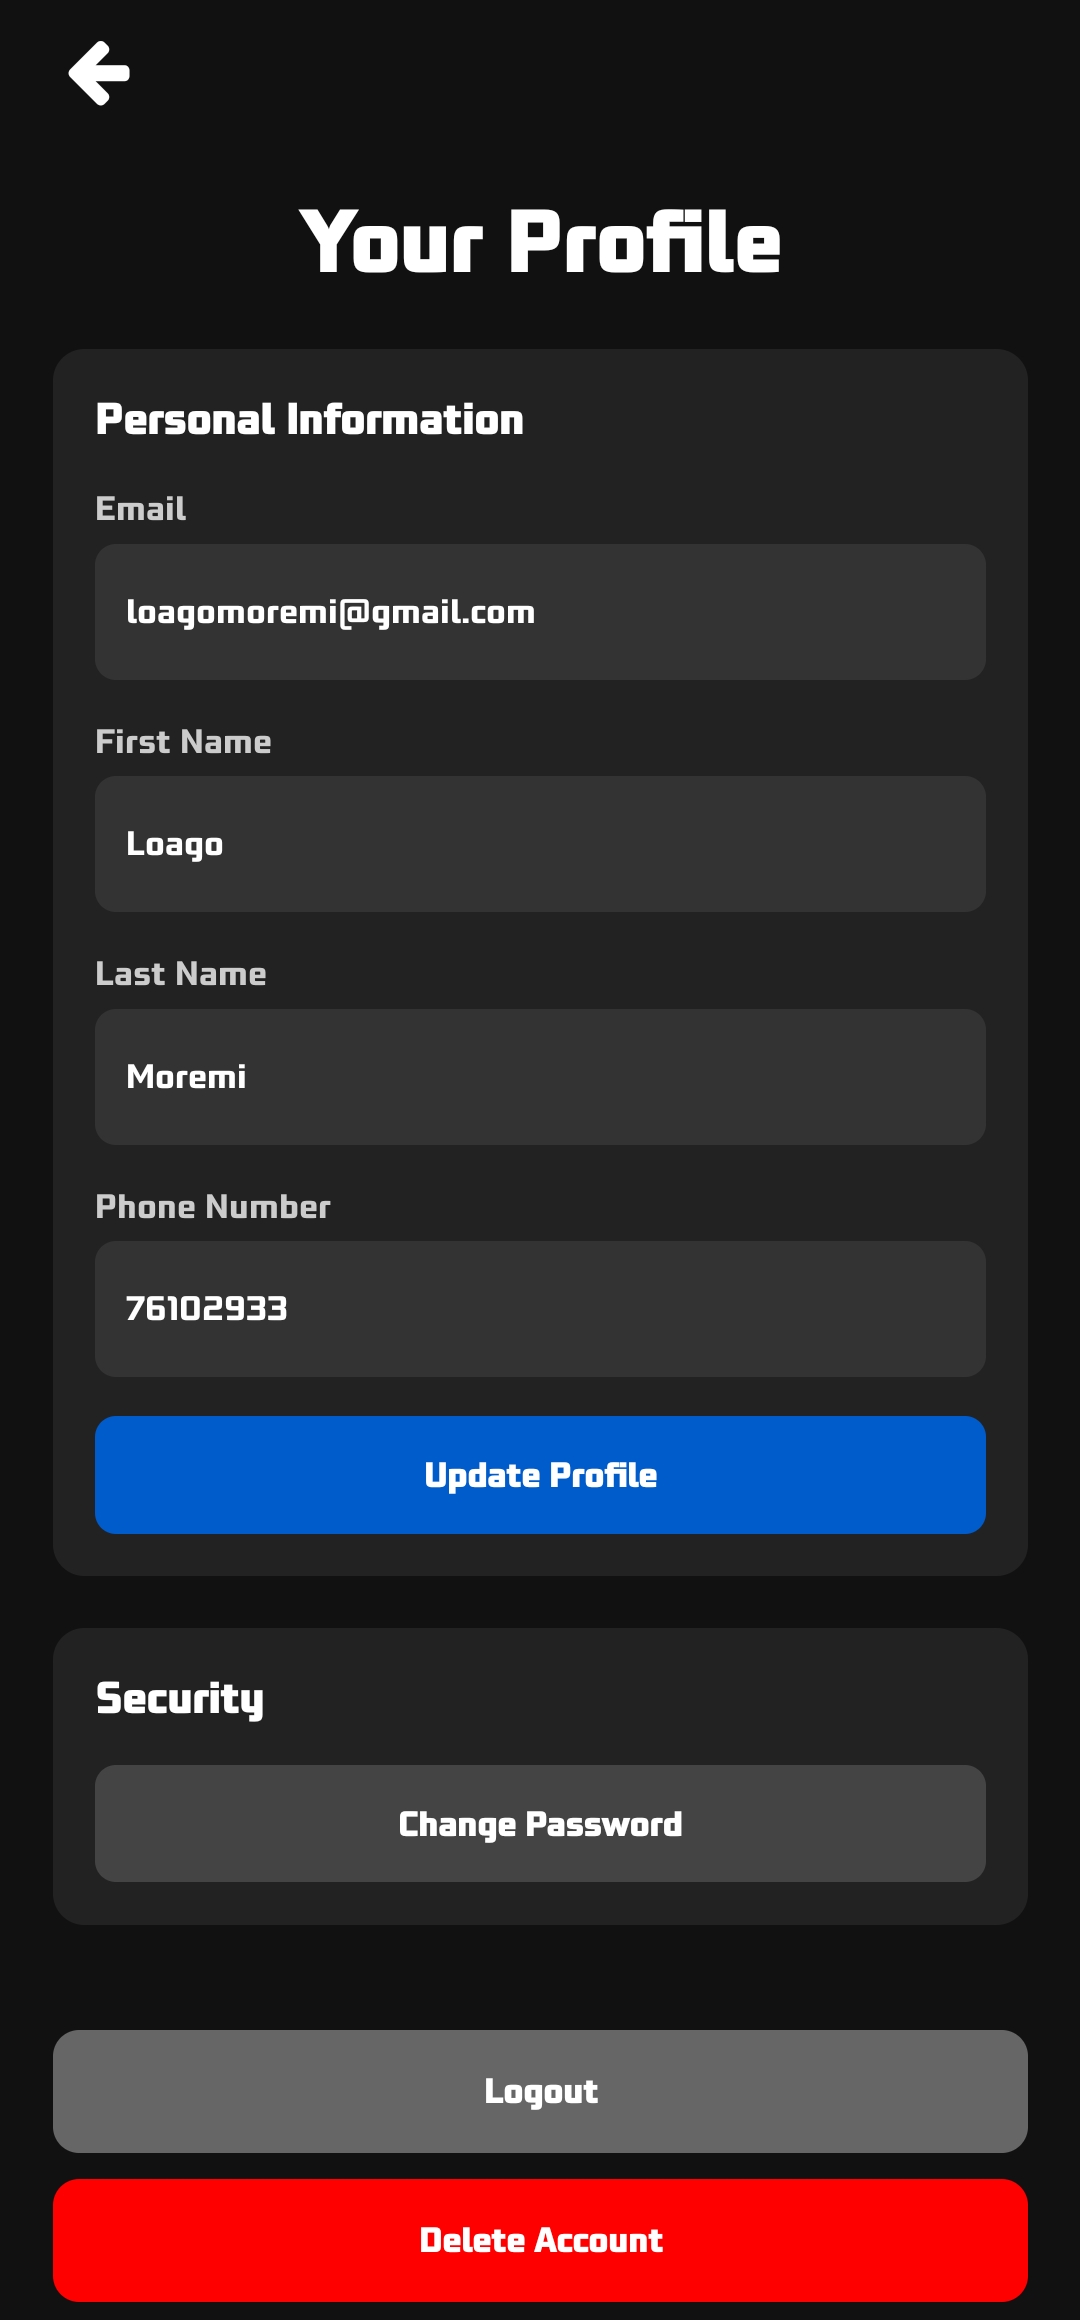 Your Profile
Personal Information
Email
loagomoremi@gmail.com
First Name
Loago
Last Name
Moremi
Phone Number
76102933
Update Profile
Security
Change Password
Logout
Delete Account